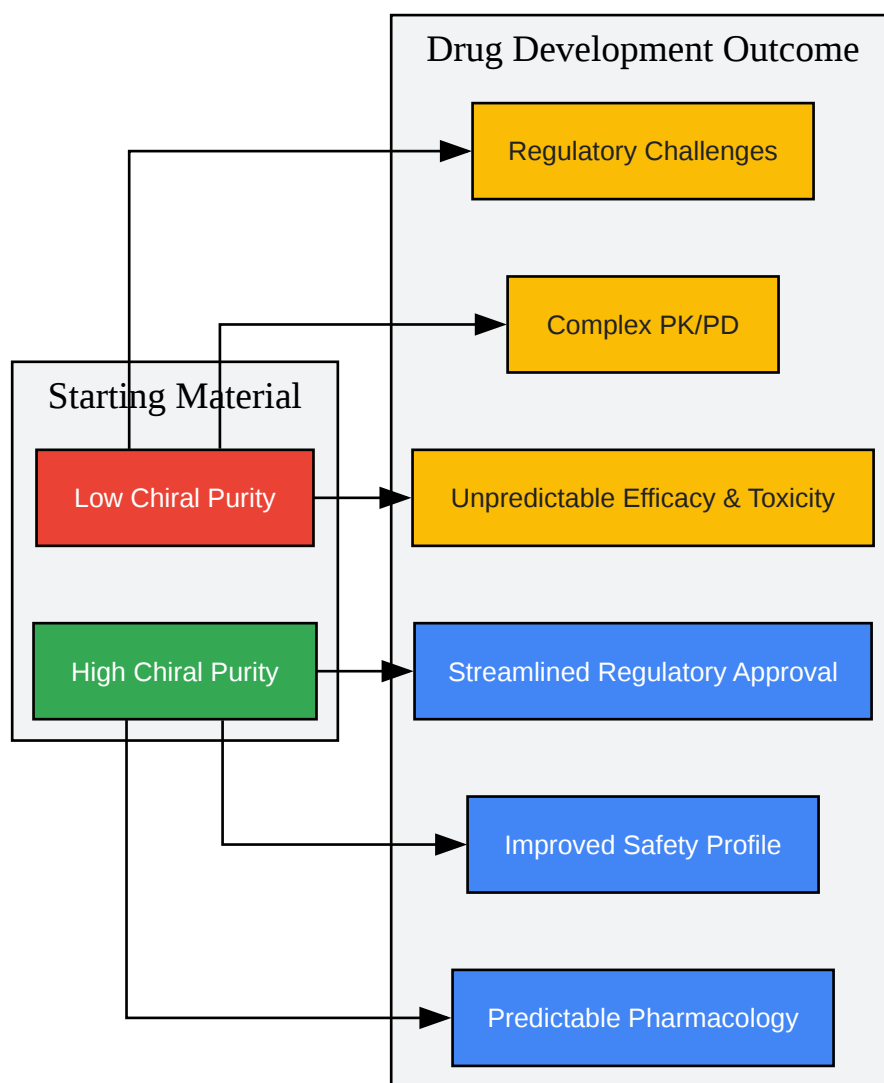 Drug Development Outcome
Regulatory Challenges
Complex PK/PD
Starting Material
Low Chiral Purity
Unpredictable Efficacy & Toxicity
High Chiral Purity
Streamlined Regulatory Approval
Improved Safety Profile
Predictable Pharmacology